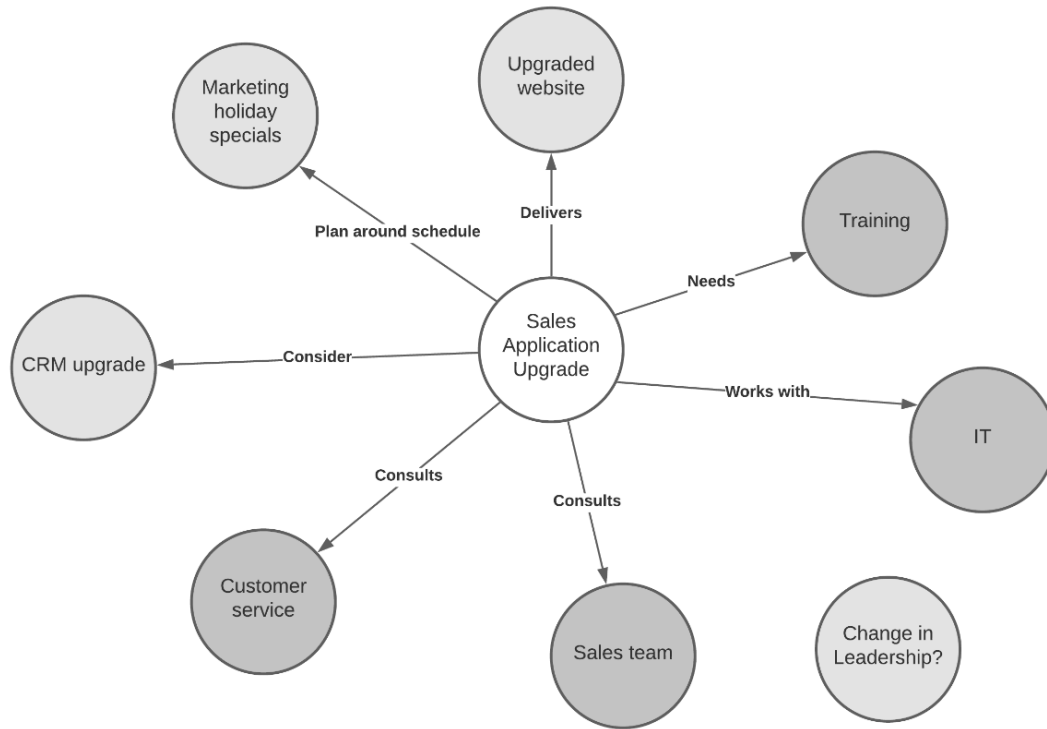 Upgraded
website
Marketing
holiday
specials
Delivers
Training
Plan around schedule
Needs
Sales
Application
Upgrade
CRM upgrade
Consider
Works with
IT
Consults
Consults
Customer
service
Sales team
Change in
Leadership?